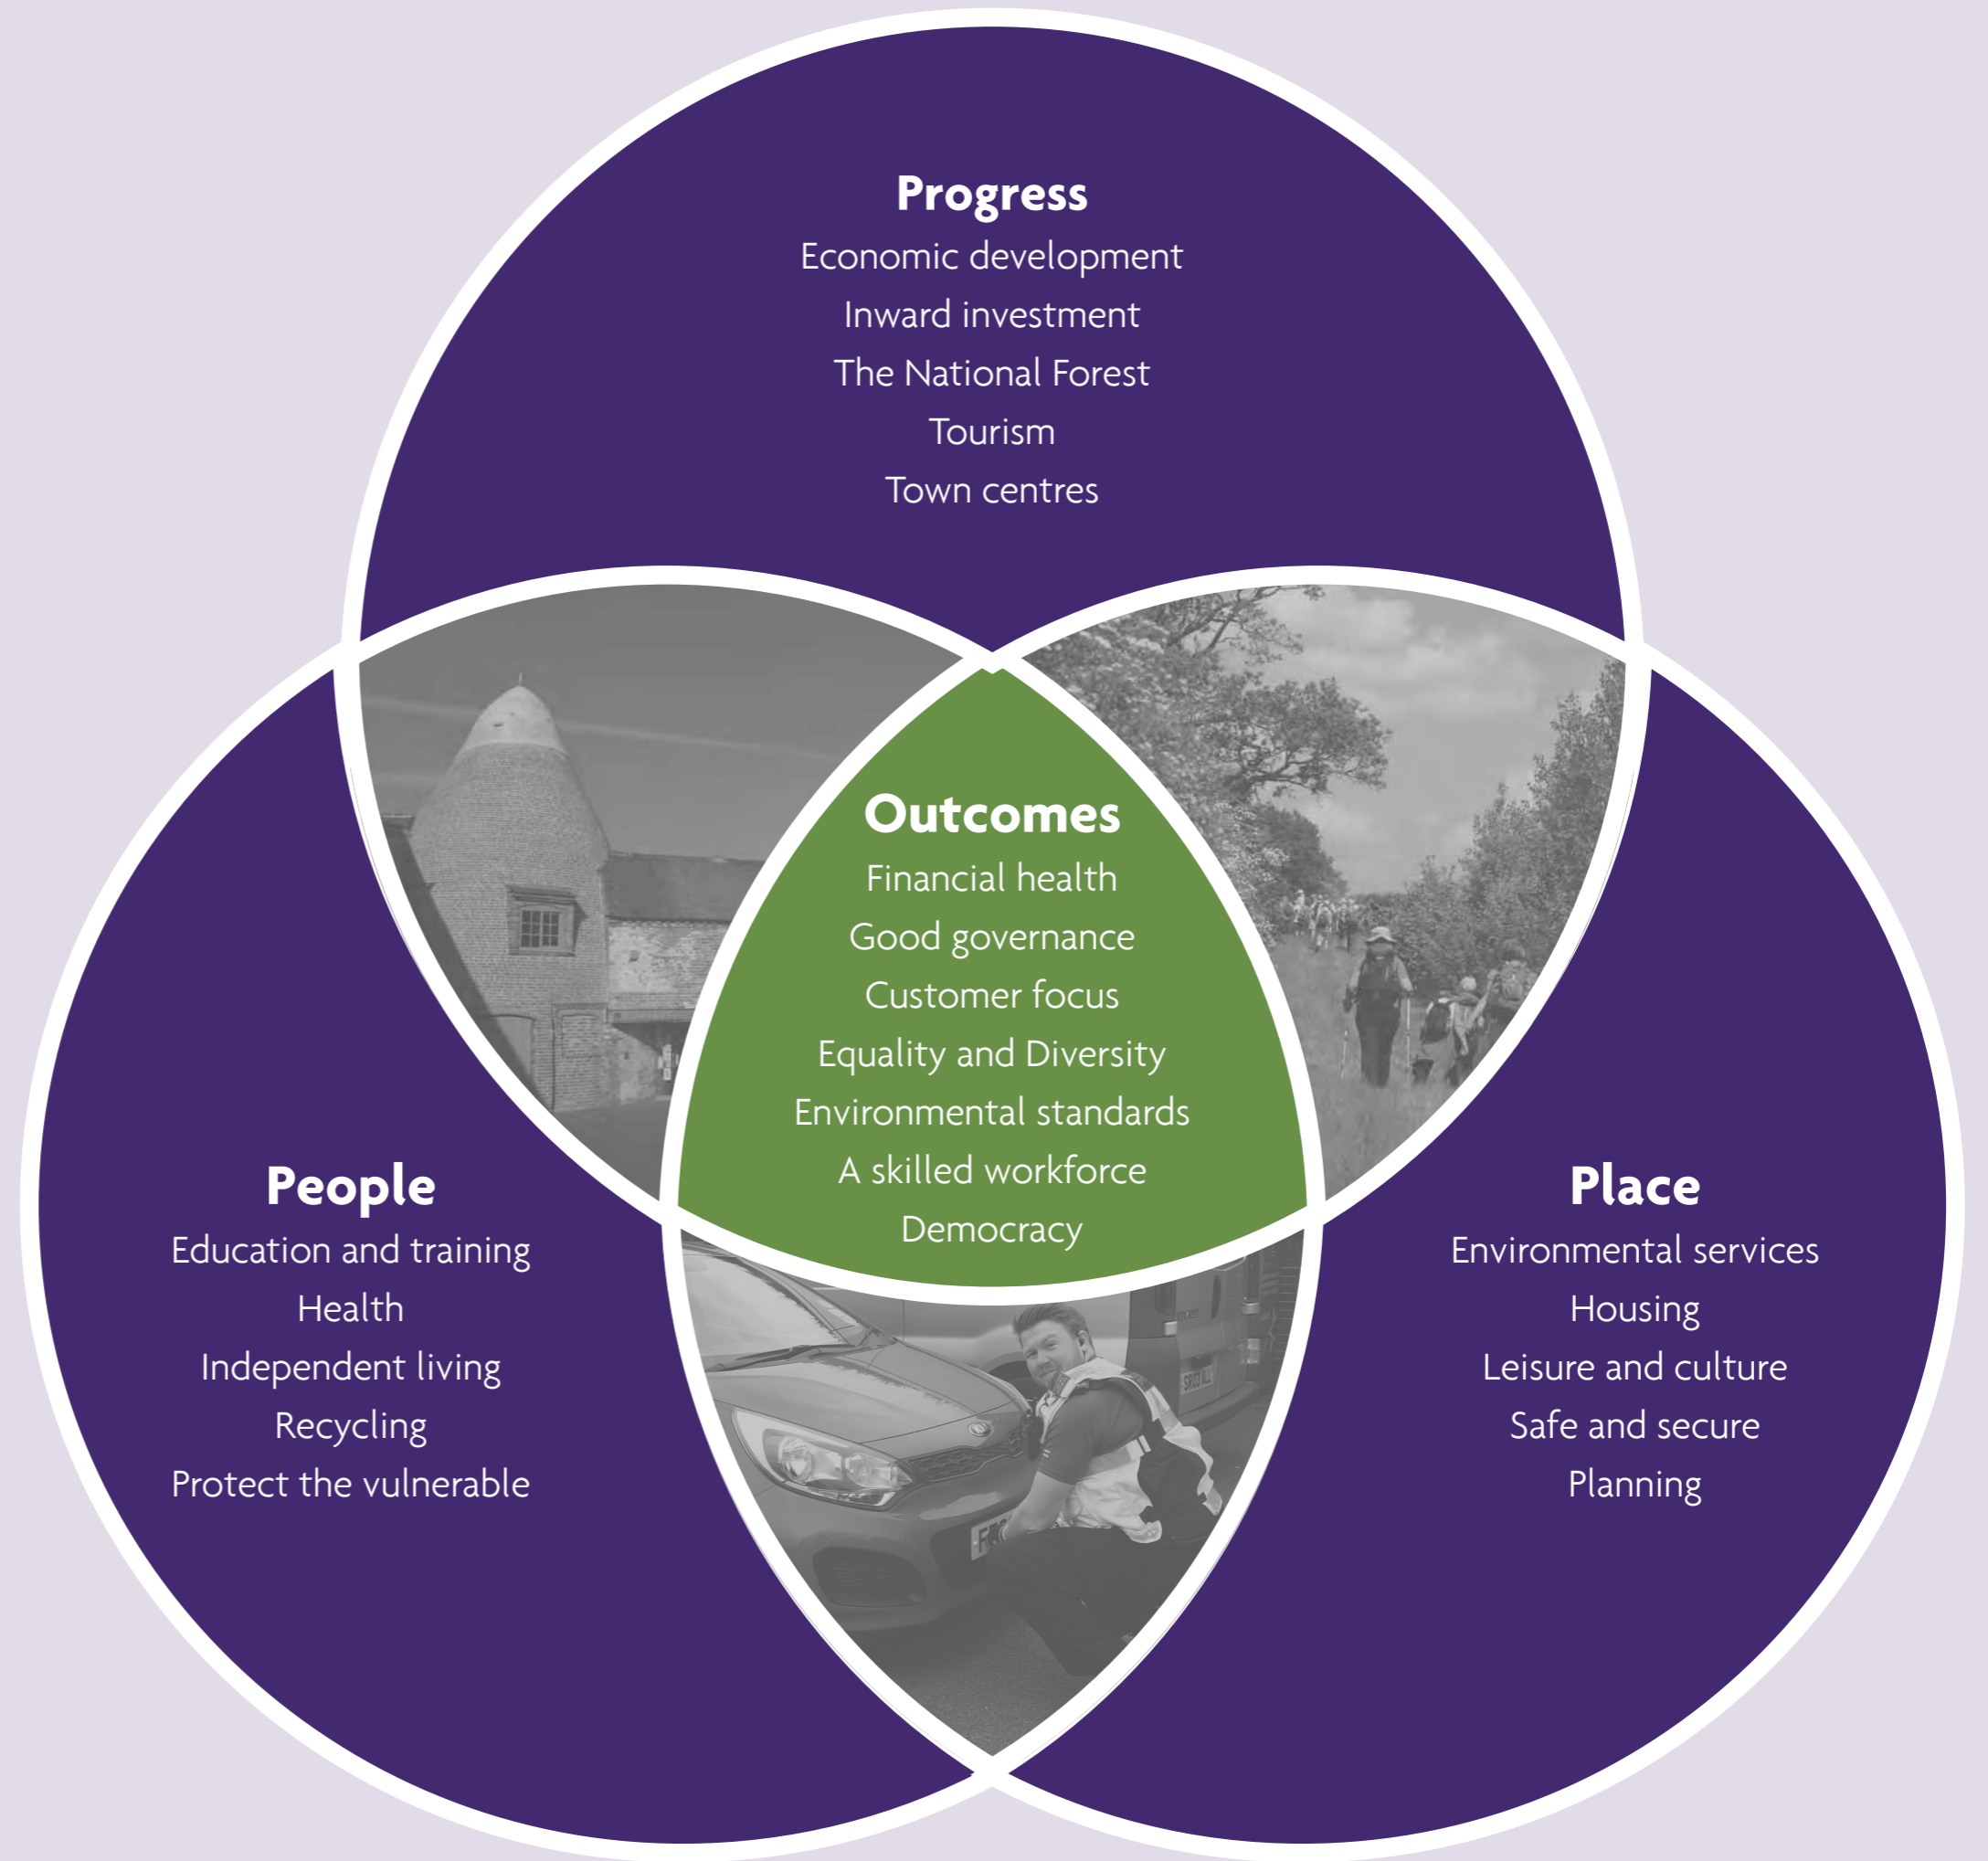 Progress
Economic development
Inward investment
The National Forest
Tourism
Town centres
Outcomes
Financial health
Good governance
Customer focus
Equality and Diversity
Environmental standards
A skilled workforce
Democracy
People
Education and training
Health
Independent living
Recycling
Protect the vulnerable
Place
Environmental services
Housing
Leisure and culture
Safe and secure
Planning